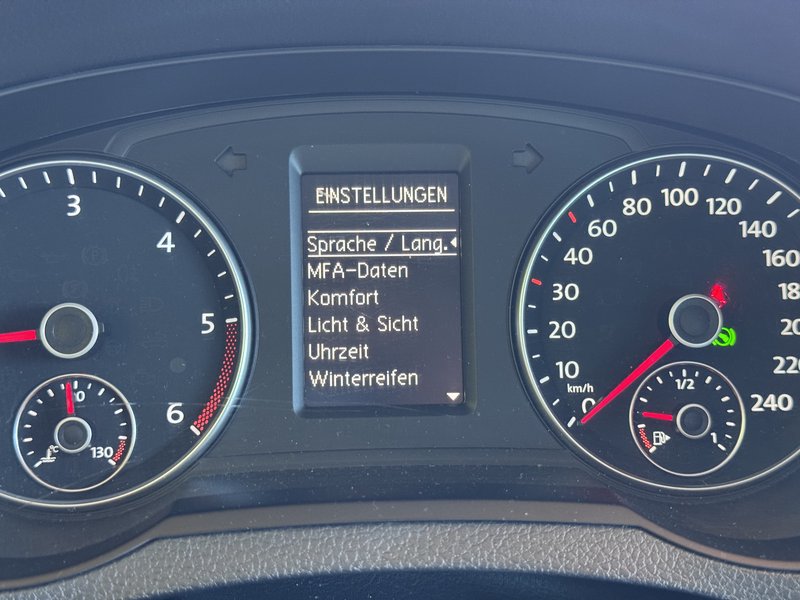 EINSTELLUNGEN
Sprache / Lang.
MFA-Daten
Komfort
Licht & Sicht
Uhrzeit
Winterreifen
3
4
5
6
130
°C
0
10
20
30
40
60
80
100
120
140
160
220
240
km/h
1/2
1